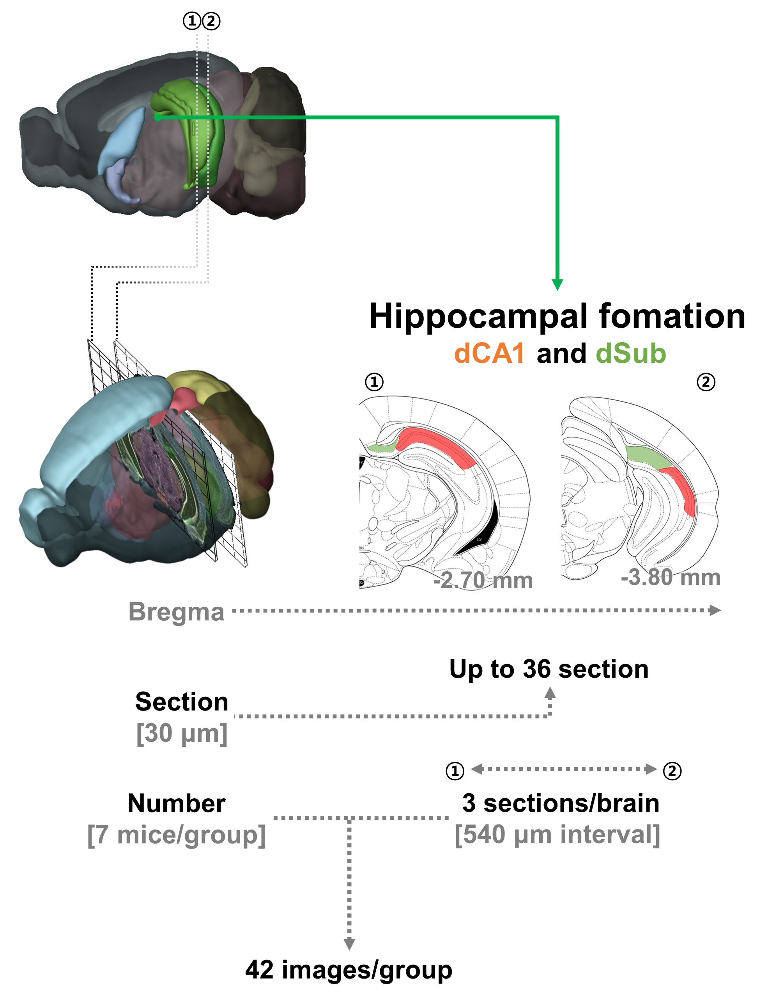 ①②
Hippocampal fomation
dCA1 and dSub
① ②
LV
-2.70 mm -3.80 mm
Bregma
Up to 36 section
Section
[30 µm]
① ②
Number 3 sections/brain
[7 mice/group] [540 µm interval]
42 images/group